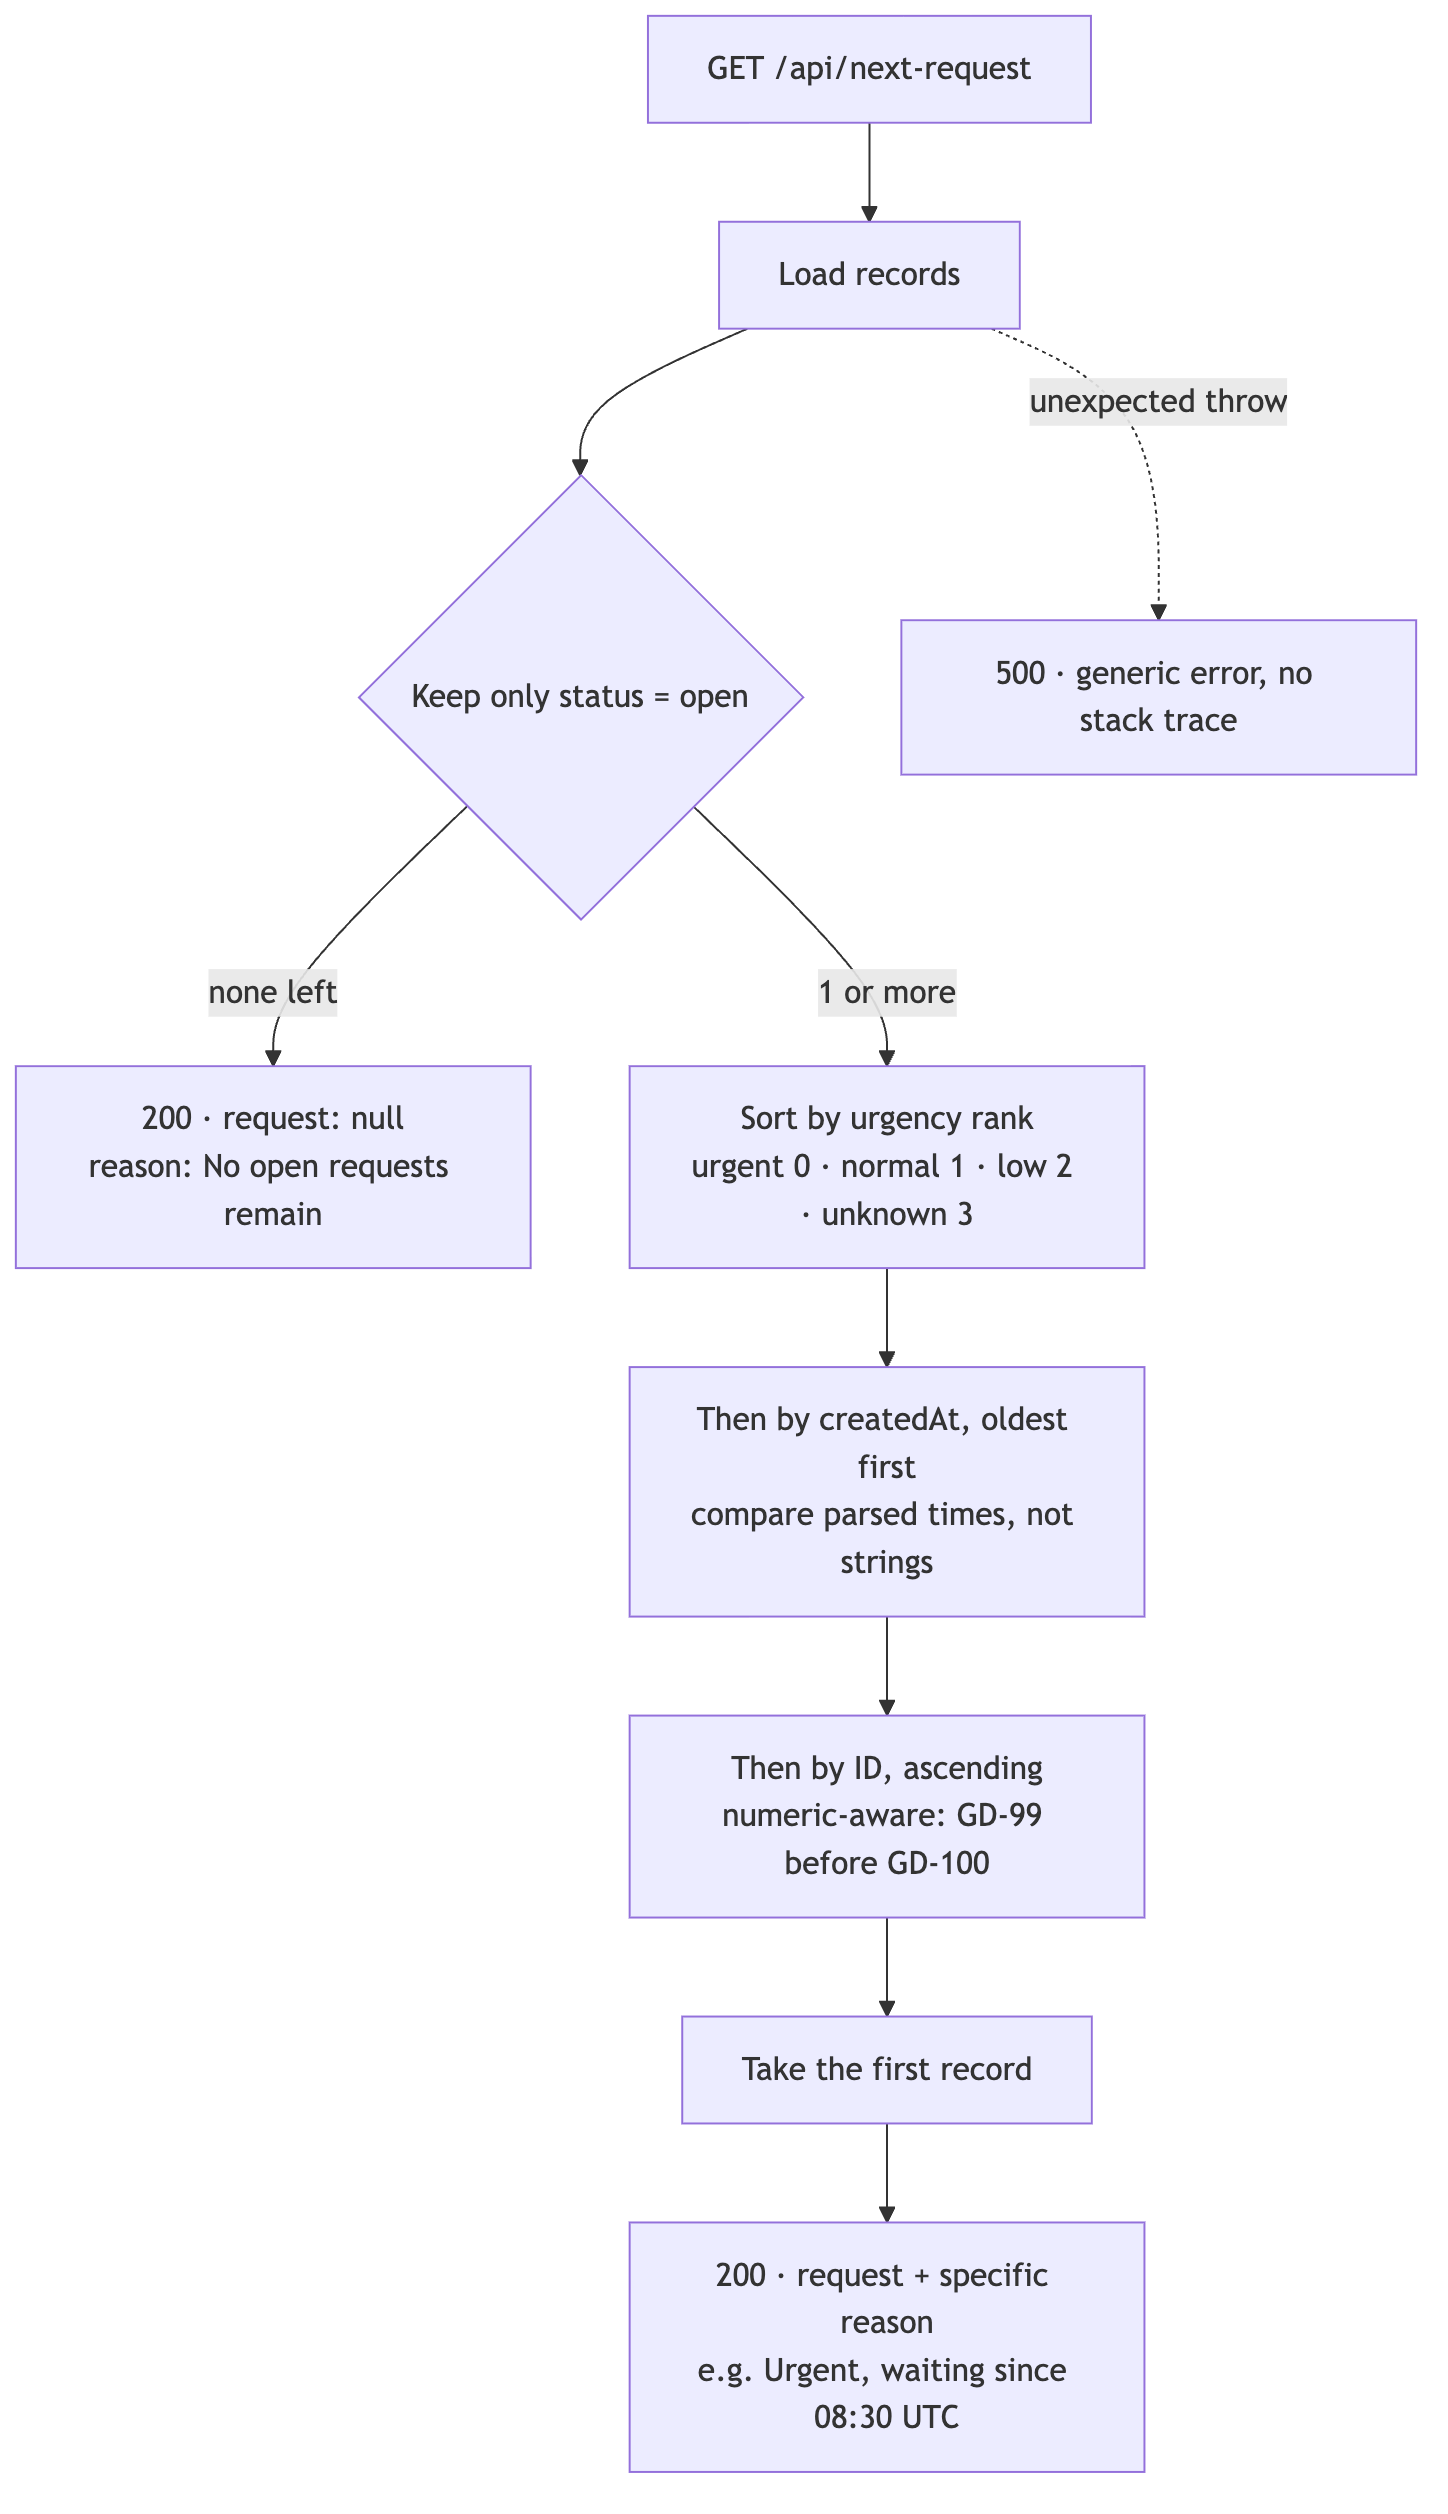 GET /api/next-request
Load records
unexpected throw
Keep only status = open
500 · generic error, no
stack trace
none left
1 or more
200 · request: null
reason: No open requests
remain
Sort by urgency rank
urgent 0 · normal 1 · low 2
· unknown 3
Then by createdAt, oldest
first
compare parsed times, not
strings
Then by ID, ascending
numeric-aware: GD-99
before GD-100
Take the first record
200 · request + specific
reason
e.g. Urgent, waiting since
08:30 UTC